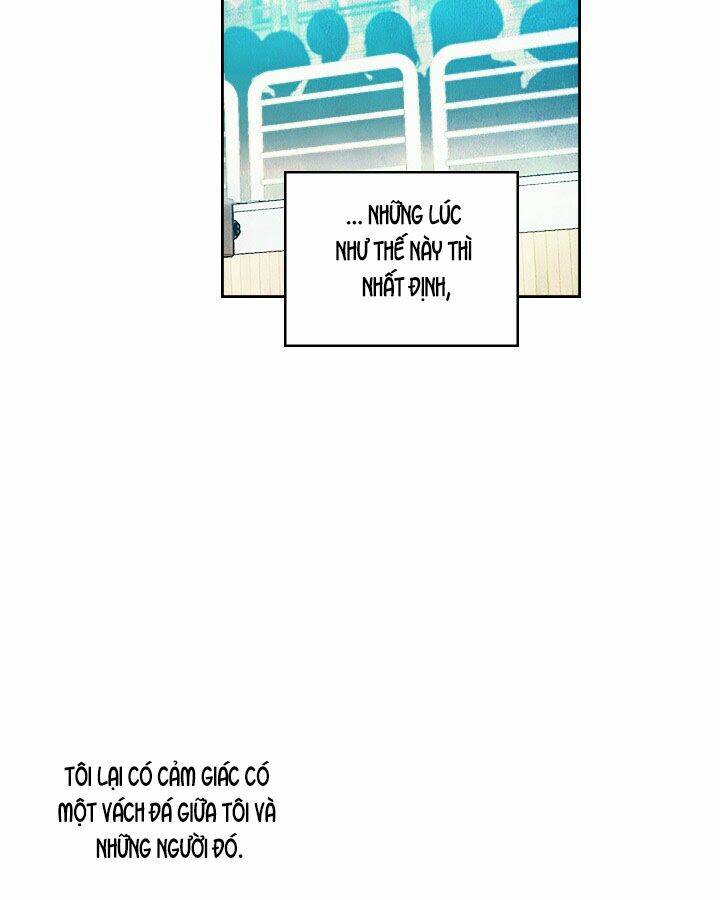 ... NHỮNG LÚC
NHƯ THẾ NÀY THÌ
NHẤT ĐỊNH,
TÔI LẠI CÓ CẢM GIÁC CÓ
MỘT VÁCH ĐÁ GIỮA TÔI VÀ
NHỮNG NGƯỜI ĐÓ.